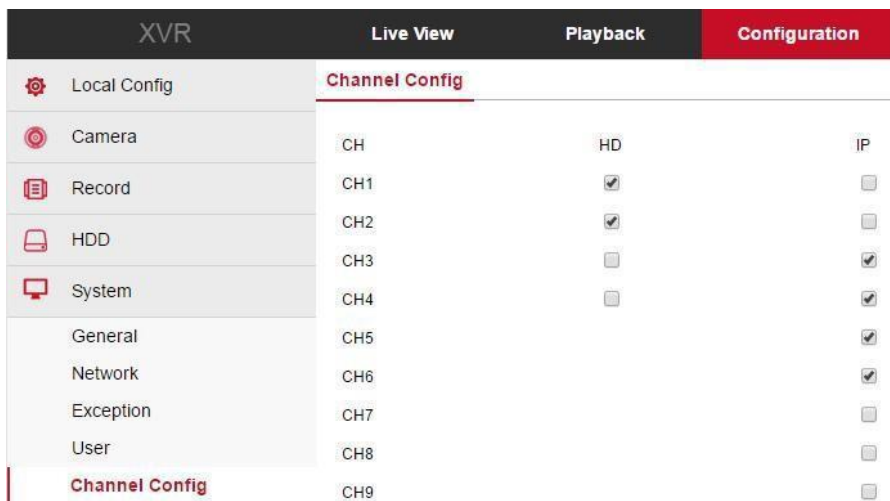 XVR Live View Playback Configuration
Local Config
Channel Config
Camera
CH HD IP
Record
CH1
CH2
HDD
CH3
System
CH4
General
CH5
Network
CH6
Exception
CH7
User
CH8
Channel Config
CH9